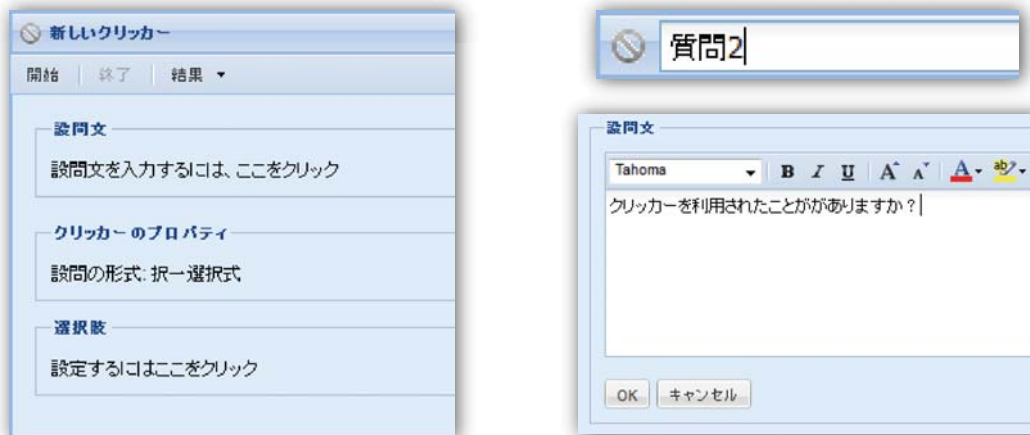 新しいクリッカー
開始 終了 結果
設問文
設問文を入力するには、ここをクリック
クリッカーのプロパティ
設問の形式: 択一選択式
選択肢
設定するにはここをクリック
質問2
設問文
Tahoma B I U A A A ab
クリッカーを利用されたことががありますか?
OK キャンセル